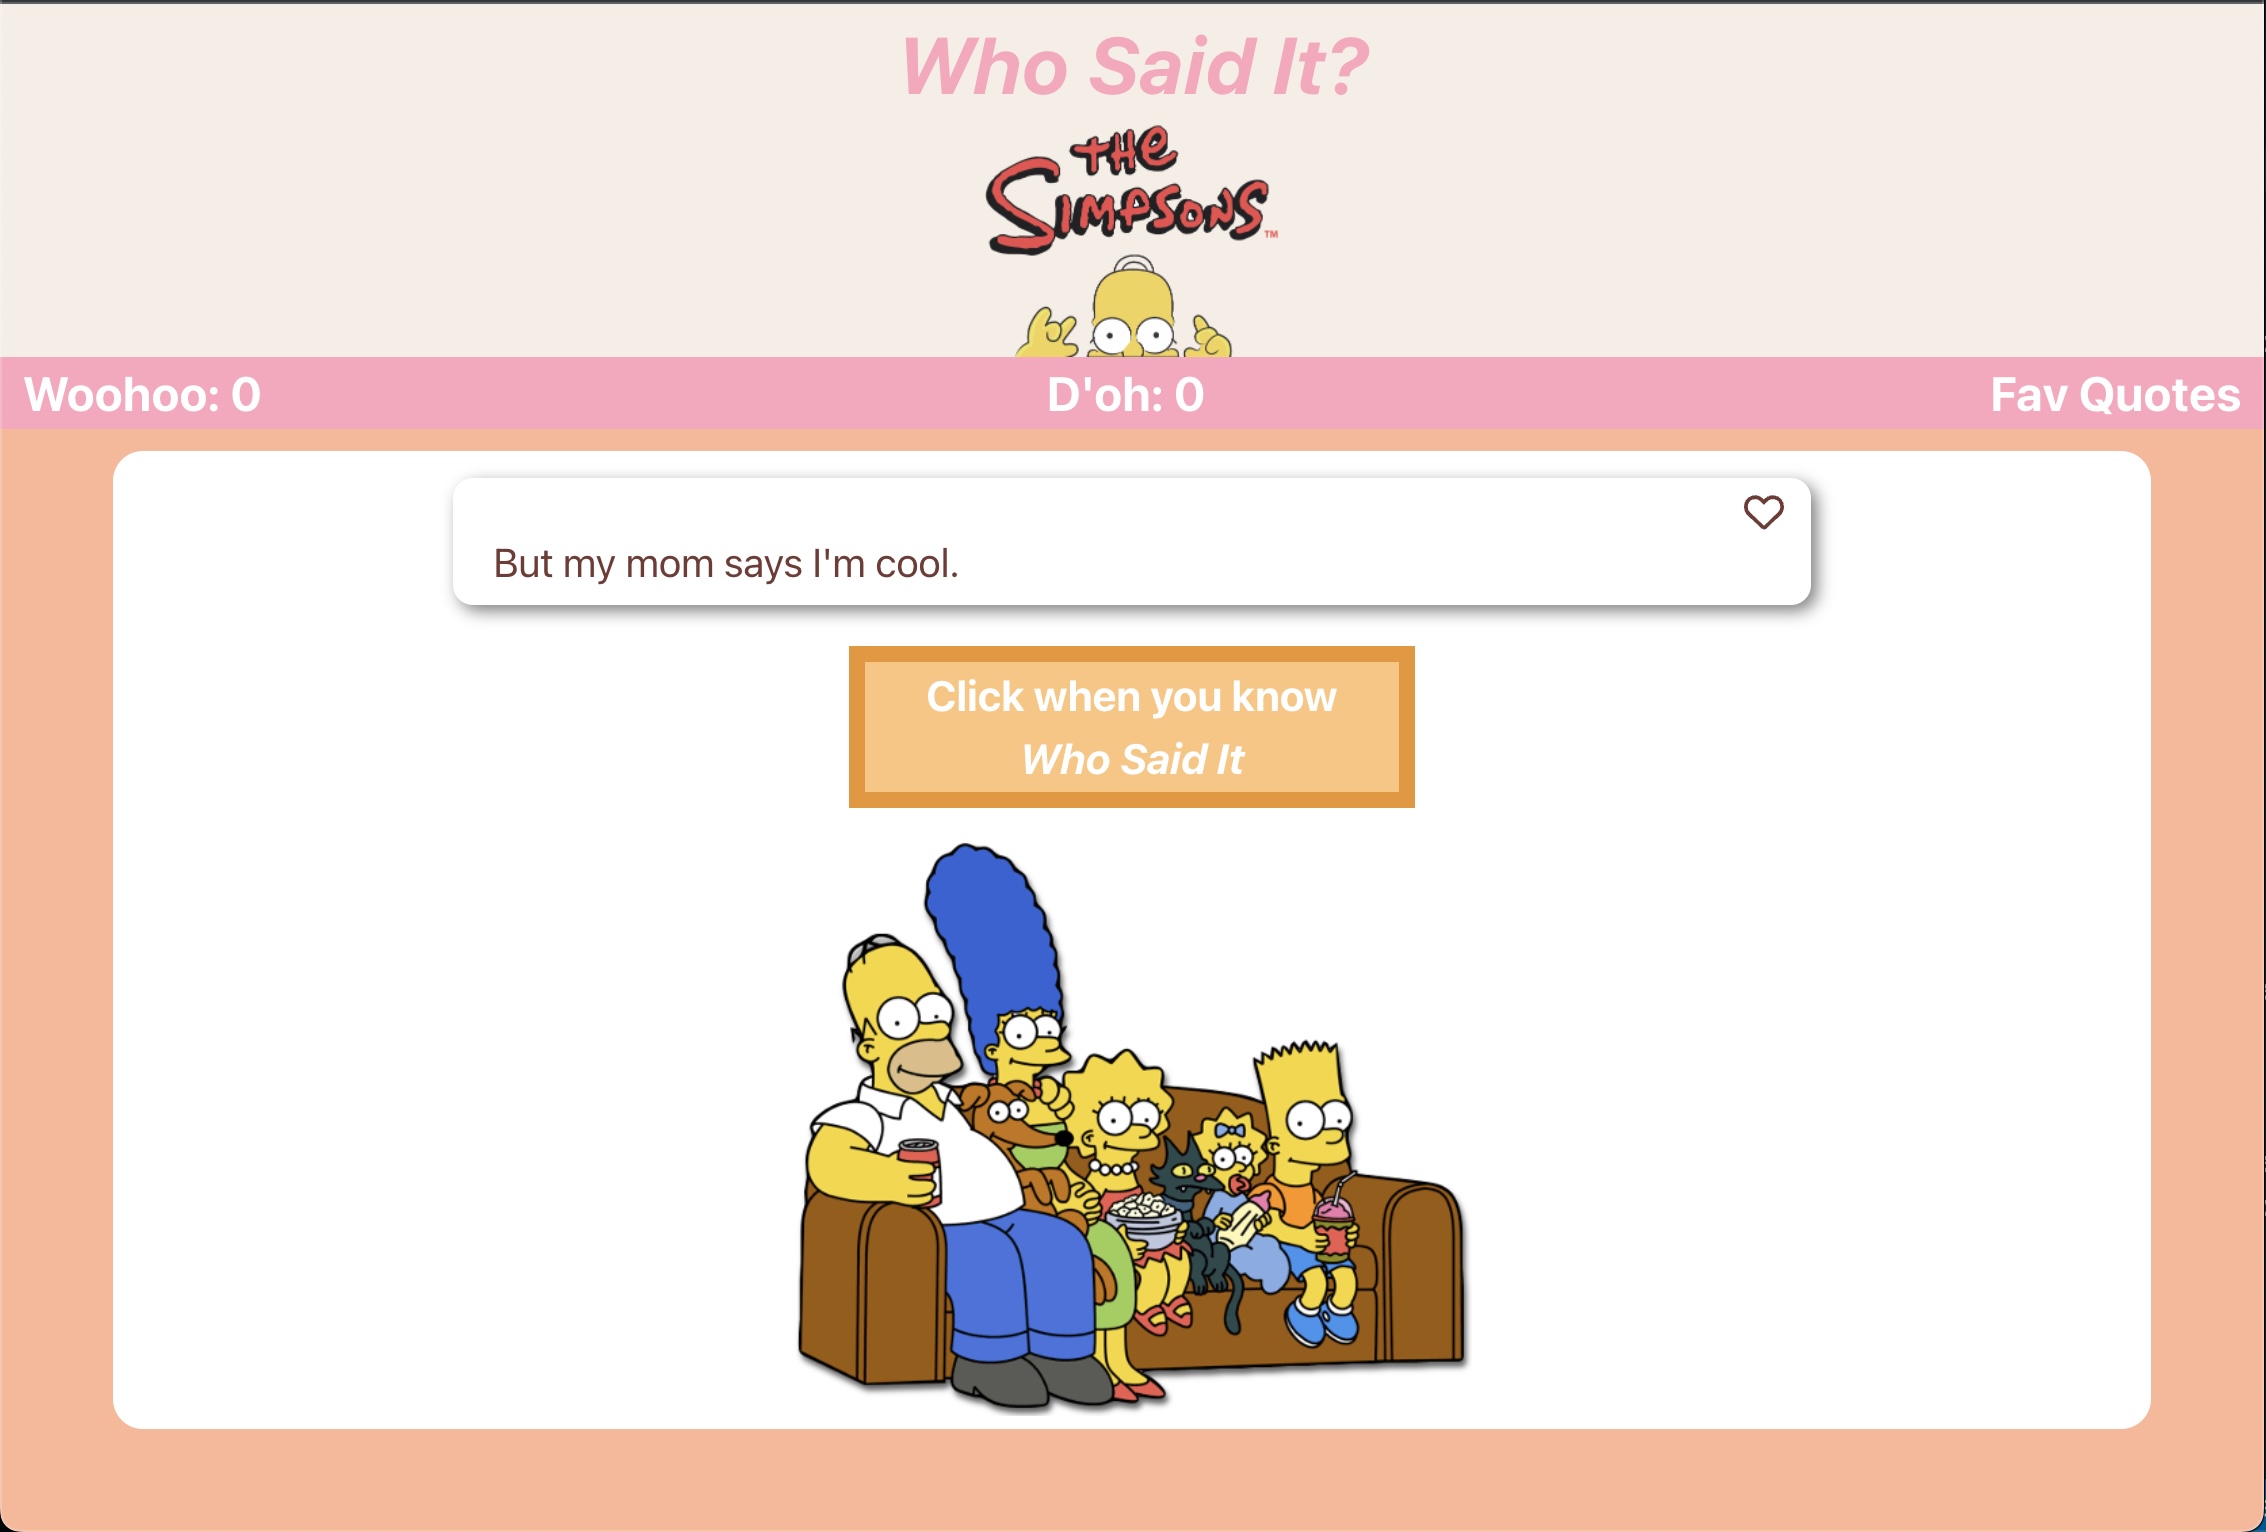 Who Said It?
THE
SIMPSONS
TM
Woohoo: 0
D'oh: 0
Fav Quotes
But my mom says I'm cool.
Click when you know
Who Said It